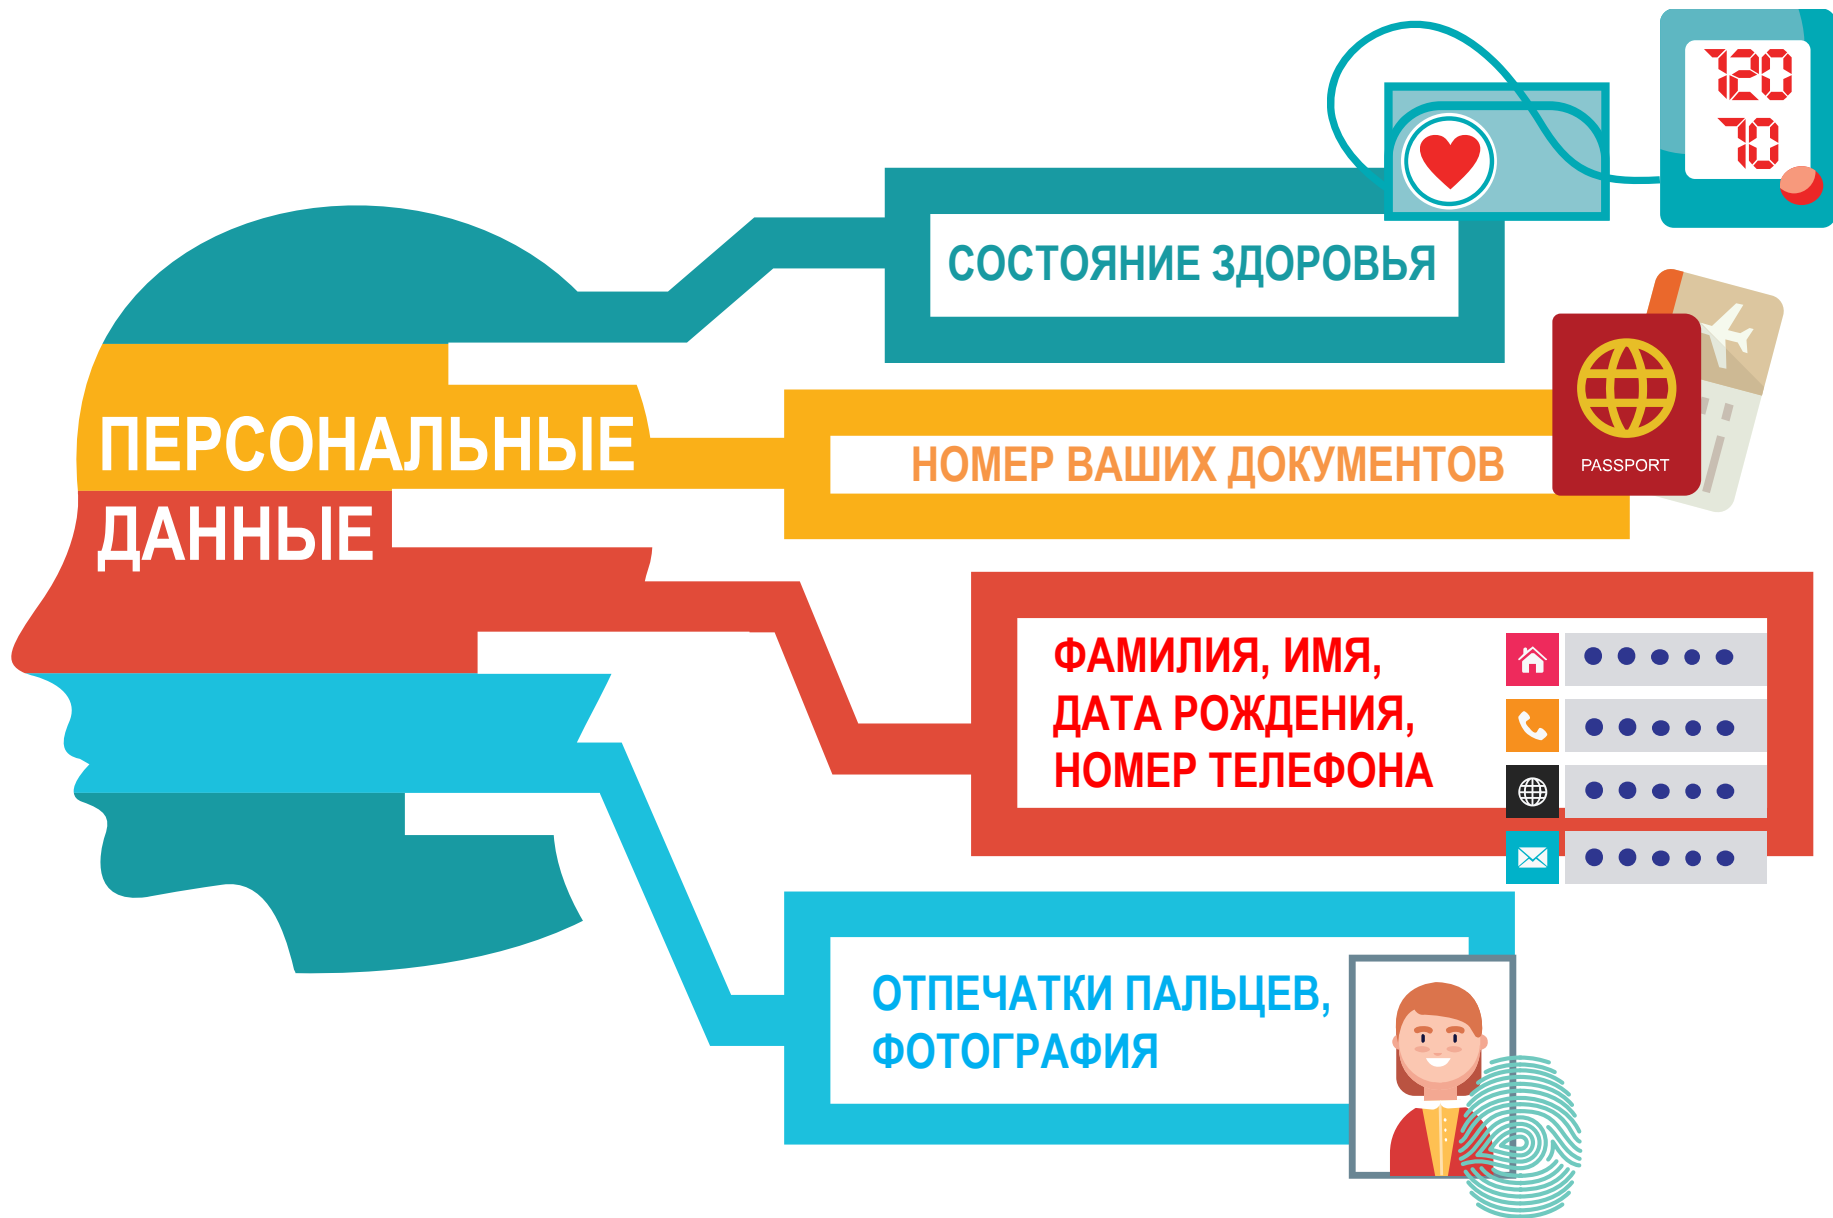 120
70
СОСТОЯНИЕ ЗДОРОВЬЯ
ПЕРСОНАЛЬНЫЕ
ДАННЫЕ
НОМЕР ВАШИХ ДОКУМЕНТОВ
PASSPORT
ФАМИЛИЯ, ИМЯ,
ДАТА РОЖДЕНИЯ,
НОМЕР ТЕЛЕФОНА
ОТПЕЧАТКИ ПАЛЬЦЕВ,
ФОТОГРАФИЯ